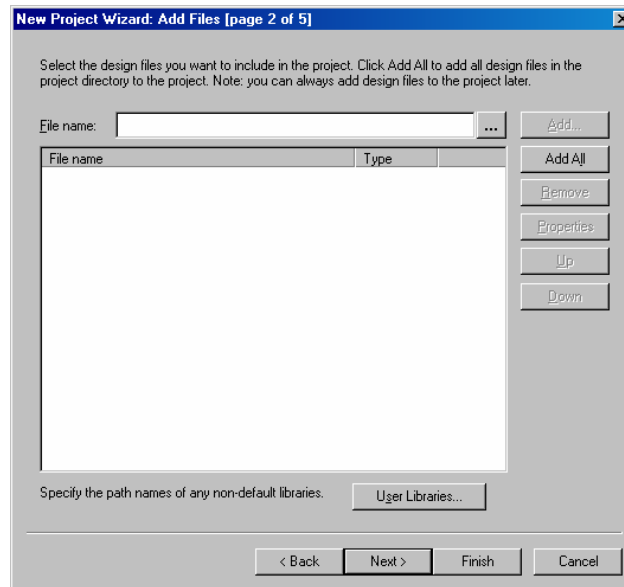 New Project Wizard: Add Files [page 2 of 5]
Select the design files you want to include in the project. Click Add All to add all design files in the
project directory to the project. Note: you can always add design files to the project later.
File name:
...
Add...
File name Type
Add All
Remove
Properties
Up
Down
Specify the path names of any non-default libraries.
User Libraries...
< Back
Next >
Finish
Cancel